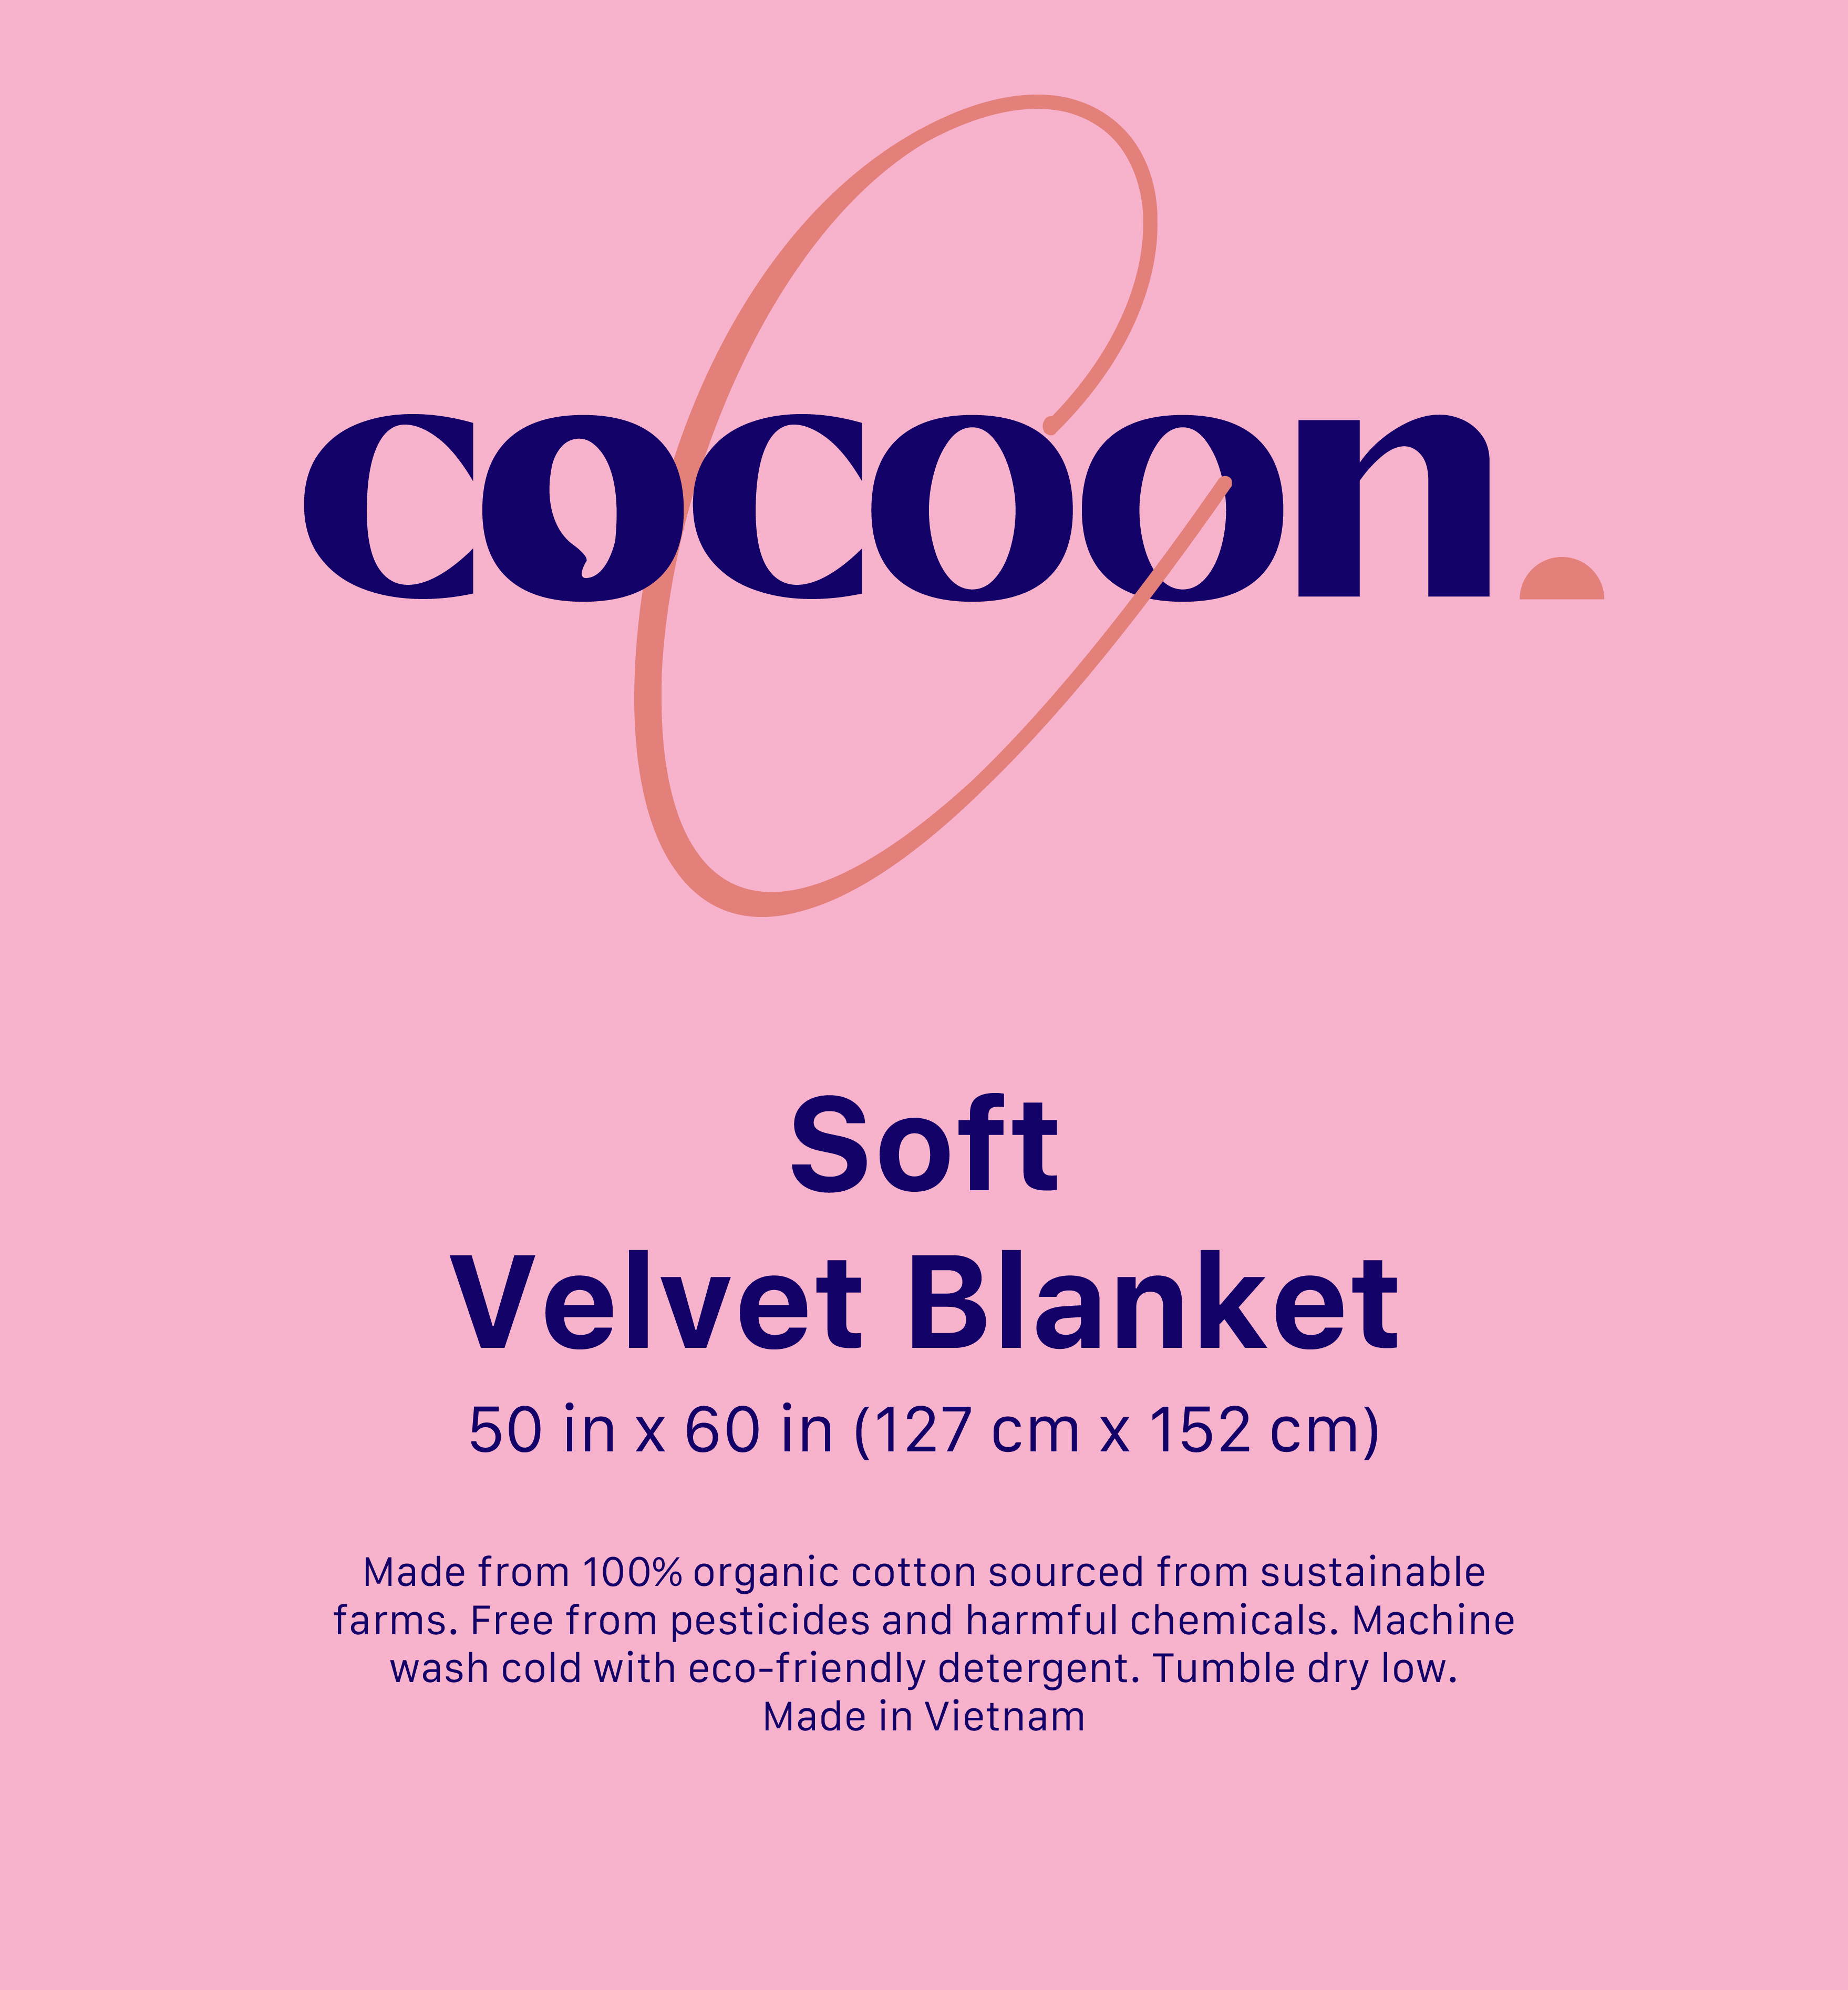 cocoon.
Soft
Velvet Blanket
50 in x 60 in (127 cm x 152 cm)
Made from 100% organic cotton sourced from sustainable
farms. Free from pesticides and harmful chemicals. Machine
wash cold with eco-friendly detergent. Tumble dry low.
Made in Vietnam